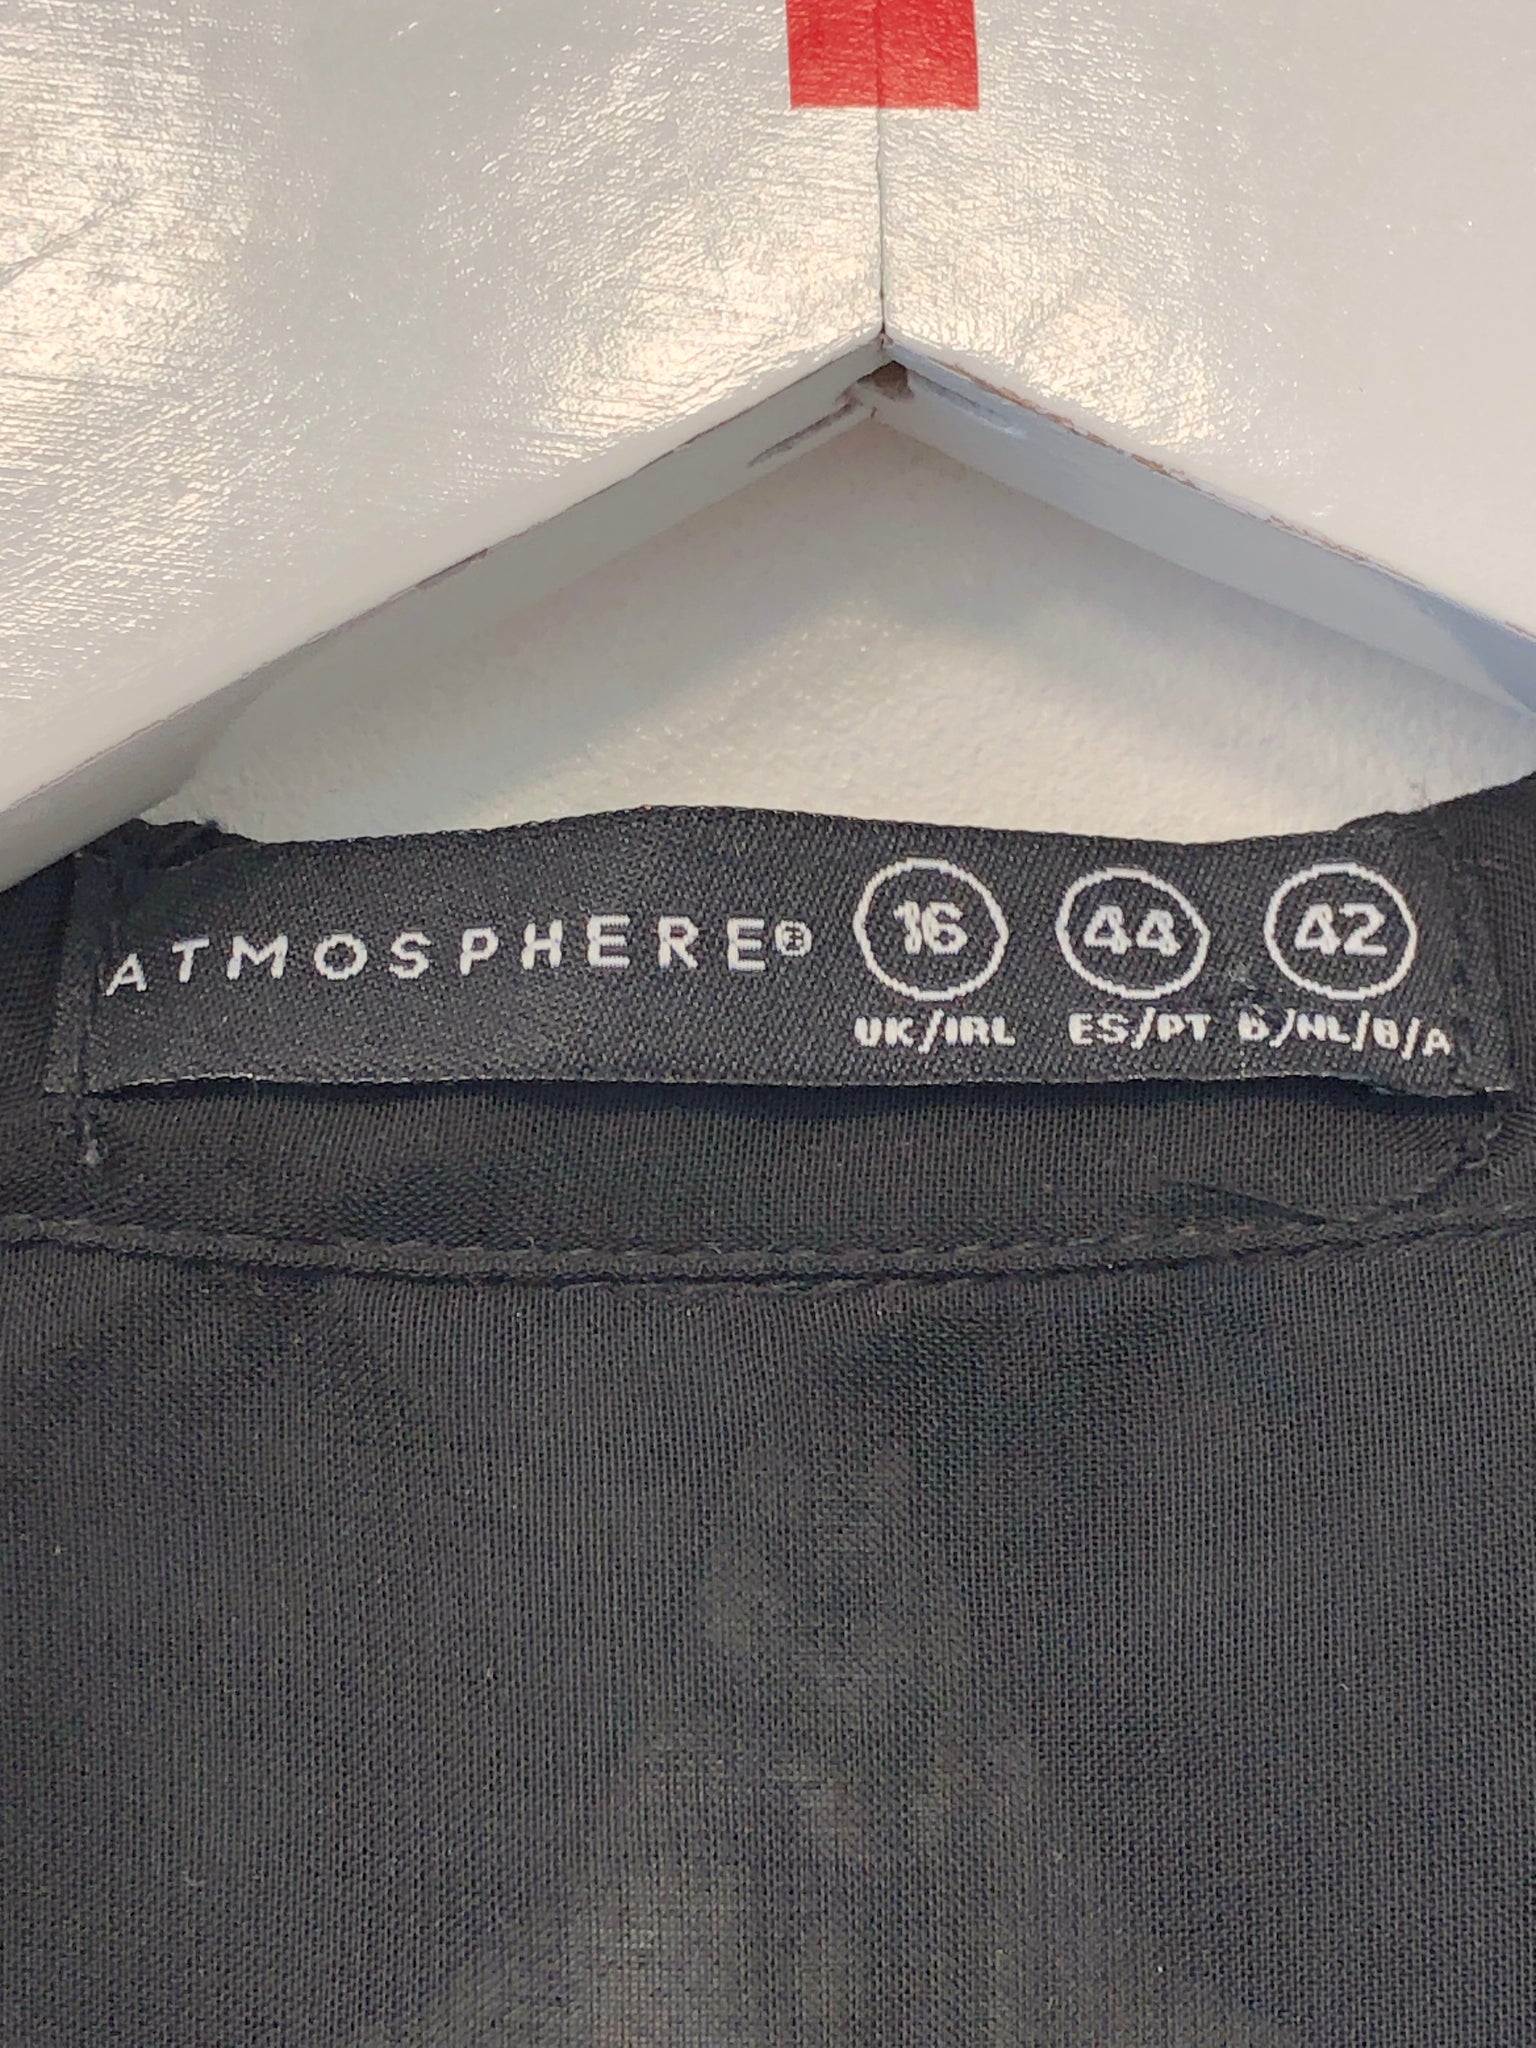 ATMOSPHERE® 16 44 42
UK/IRL ES/PT D/NL/B/A